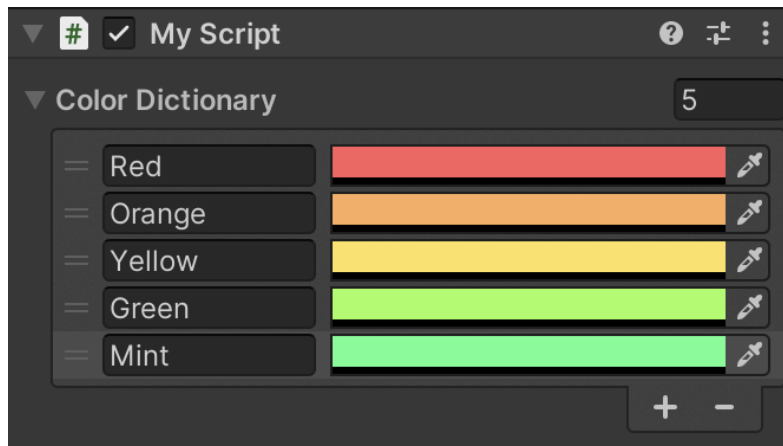 # My Script
Color Dictionary 5
Red
Orange
Yellow
Green
Mint